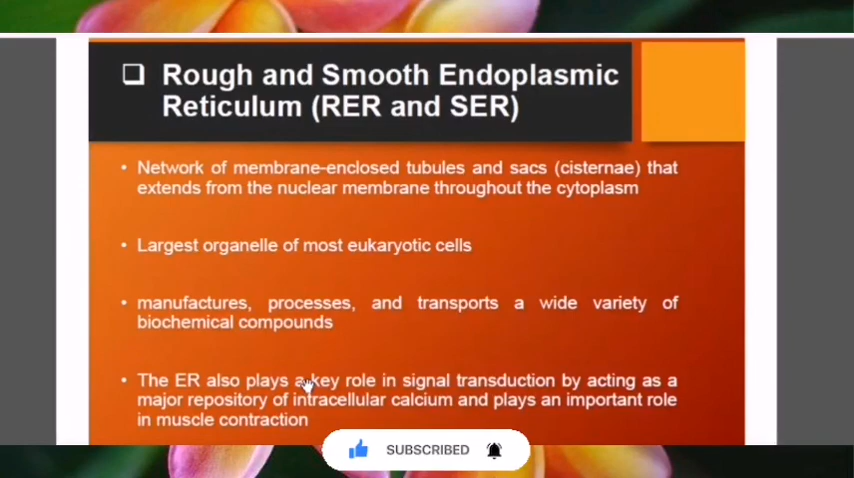 Rough and Smooth Endoplasmic
Reticulum (RER and SER)
• Network of membrane-enclosed tubules and sacs (cisternae) that
extends from the nuclear membrane throughout the cytoplasm
• Largest organelle of most eukaryotic cells
• manufactures, processes, and transports a wide variety of
biochemical compounds
• The ER also plays a key role in signal transduction by acting as a
major repository of intracellular calcium and plays an important role
in muscle contraction
SUBSCRIBED